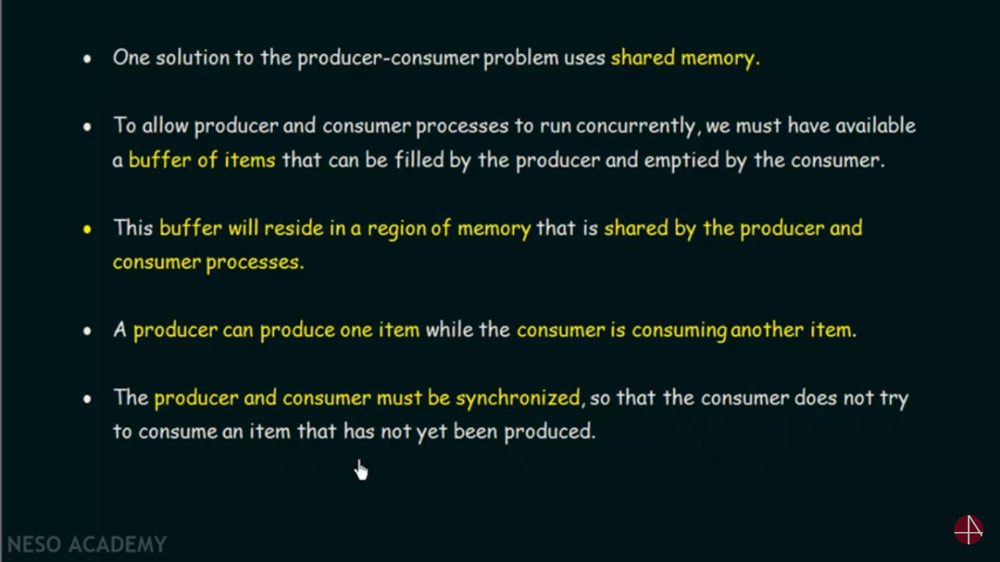 • One solution to the producer-consumer problem uses shared memory.
• To allow producer and consumer processes to run concurrently, we must have available
a buffer of items that can be filled by the producer and emptied by the consumer.
• This buffer will reside in a region of memory that is shared by the producer and
consumer processes.
• A producer can produce one item while the consumer is consuming another item.
• The producer and consumer must be synchronized, so that the consumer does not try
to consume an item that has not yet been produced.
NESO ACADEMY